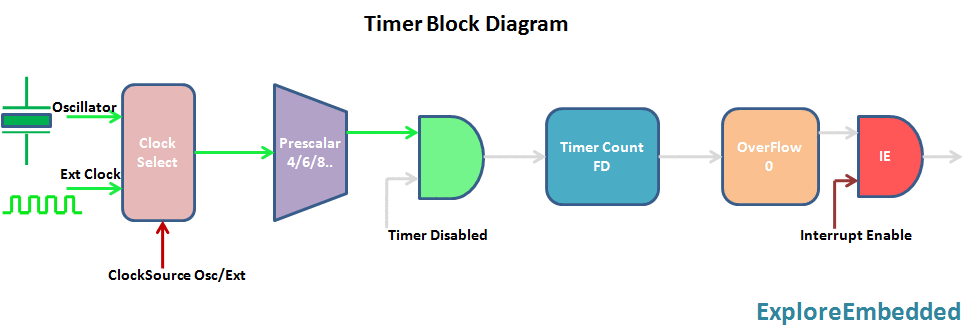 Timer Block Diagram
Oscillator
Ext Clock
Clock
Select
ClockSource Osc/Ext
Prescalar
4/6/8..
Timer Disabled
Timer Count
FD
OverFlow
0
IE
Interrupt Enable
ExploreEmbedded